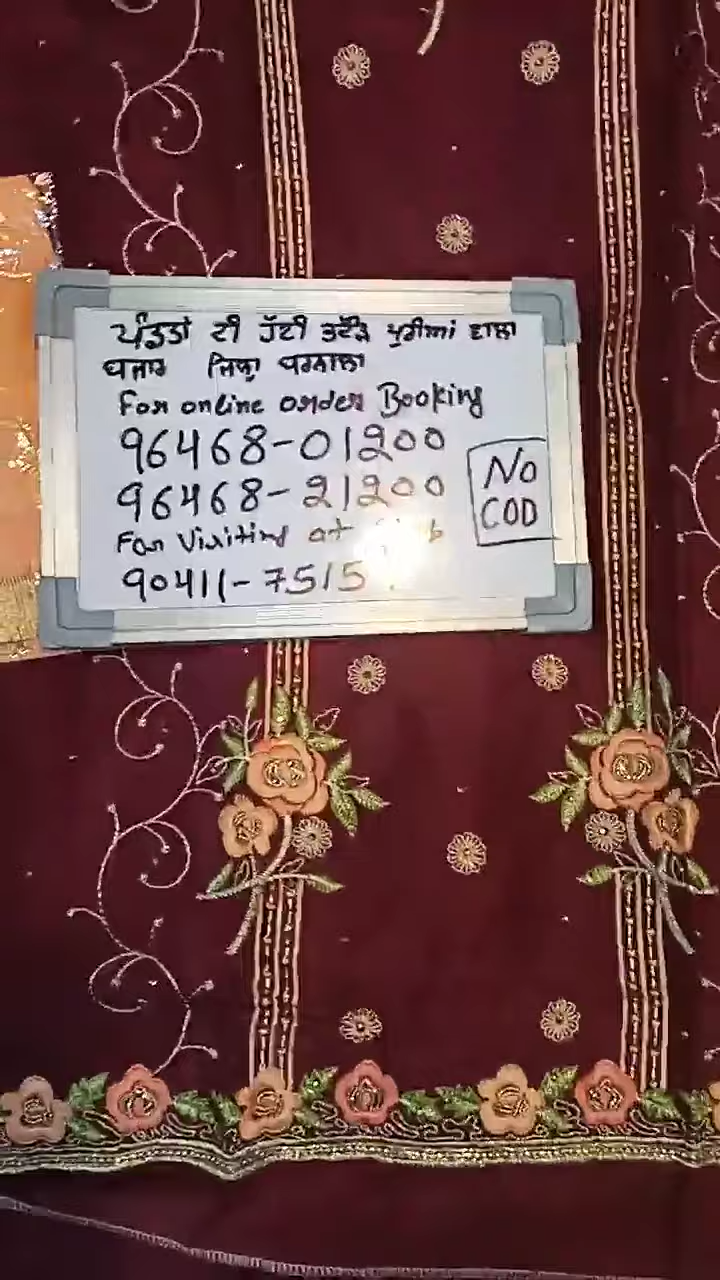 ਪੰਡਤਾਂ ਦੀ ਹੱਟੀ ਭਦੌੜ ਪੁੜੀਆਂ ਵਾਲਾ
ਬਜਾਰ ਜਿਲਾ ਬਰਨਾਲਾ
For online order Booking
96468-01200
96468-21200
NO
COD
For Visiting at
90411-7515